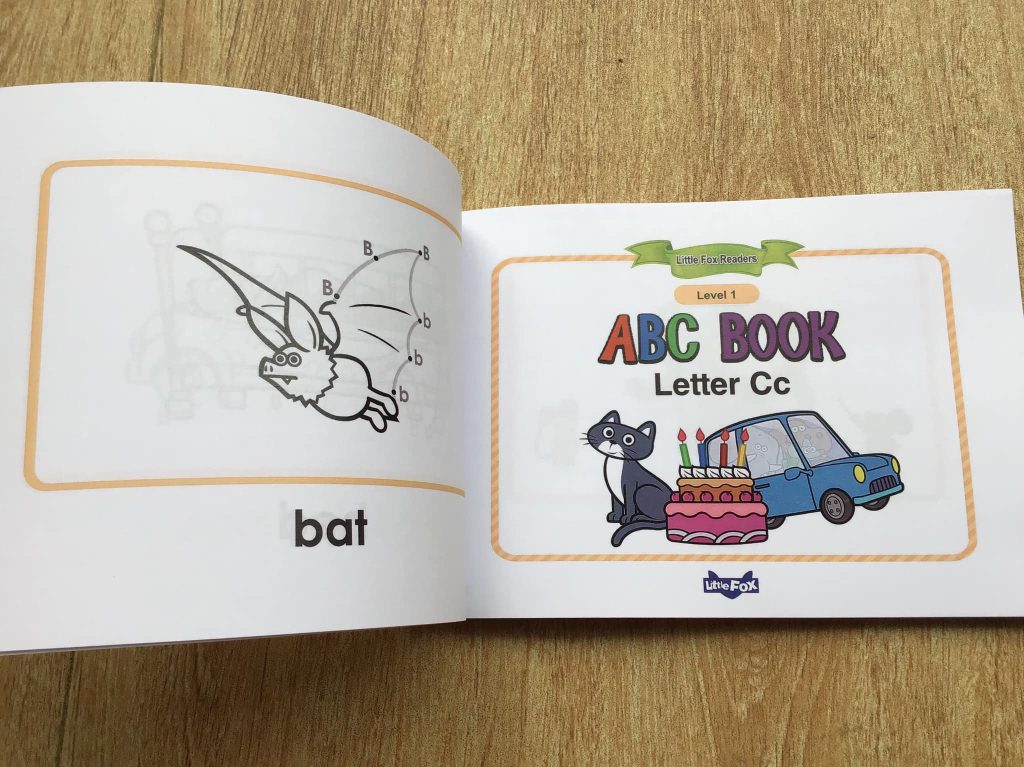 B
B
B
b
b
b
bat
Little Fox Readers
Level 1
ABC BOOK
Letter Cc
Little Fox